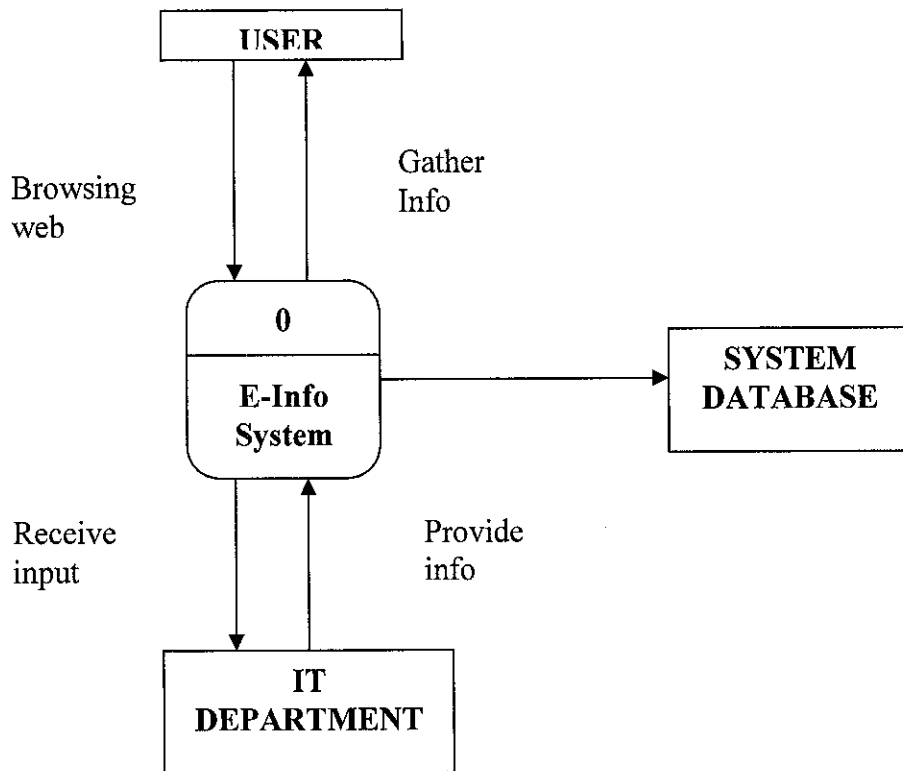 USER
Browsing
web
Gather
Info
0
E-Info
System
SYSTEM
DATABASE
Receive
input
Provide
info
IT
DEPARTMENT